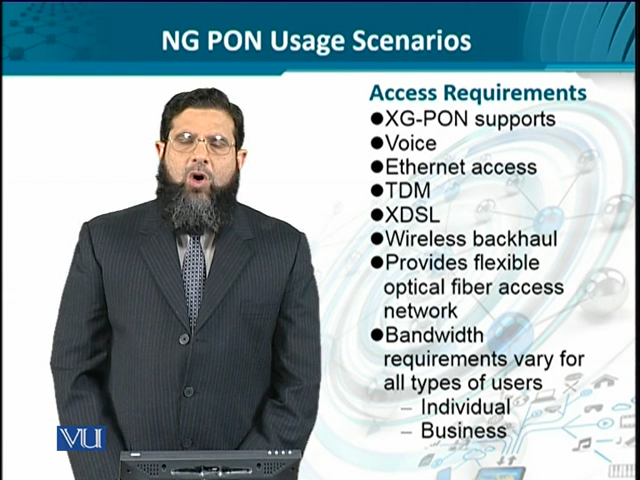 NG PON Usage Scenarios
Access Requirements
●XG-PON supports
●Voice
●Ethernet access
●TDM
●XDSL
●Wireless backhaul
●Provides flexible
optical fiber access
network
●Bandwidth
requirements vary for
all types of users
– Individual
– Business
VU